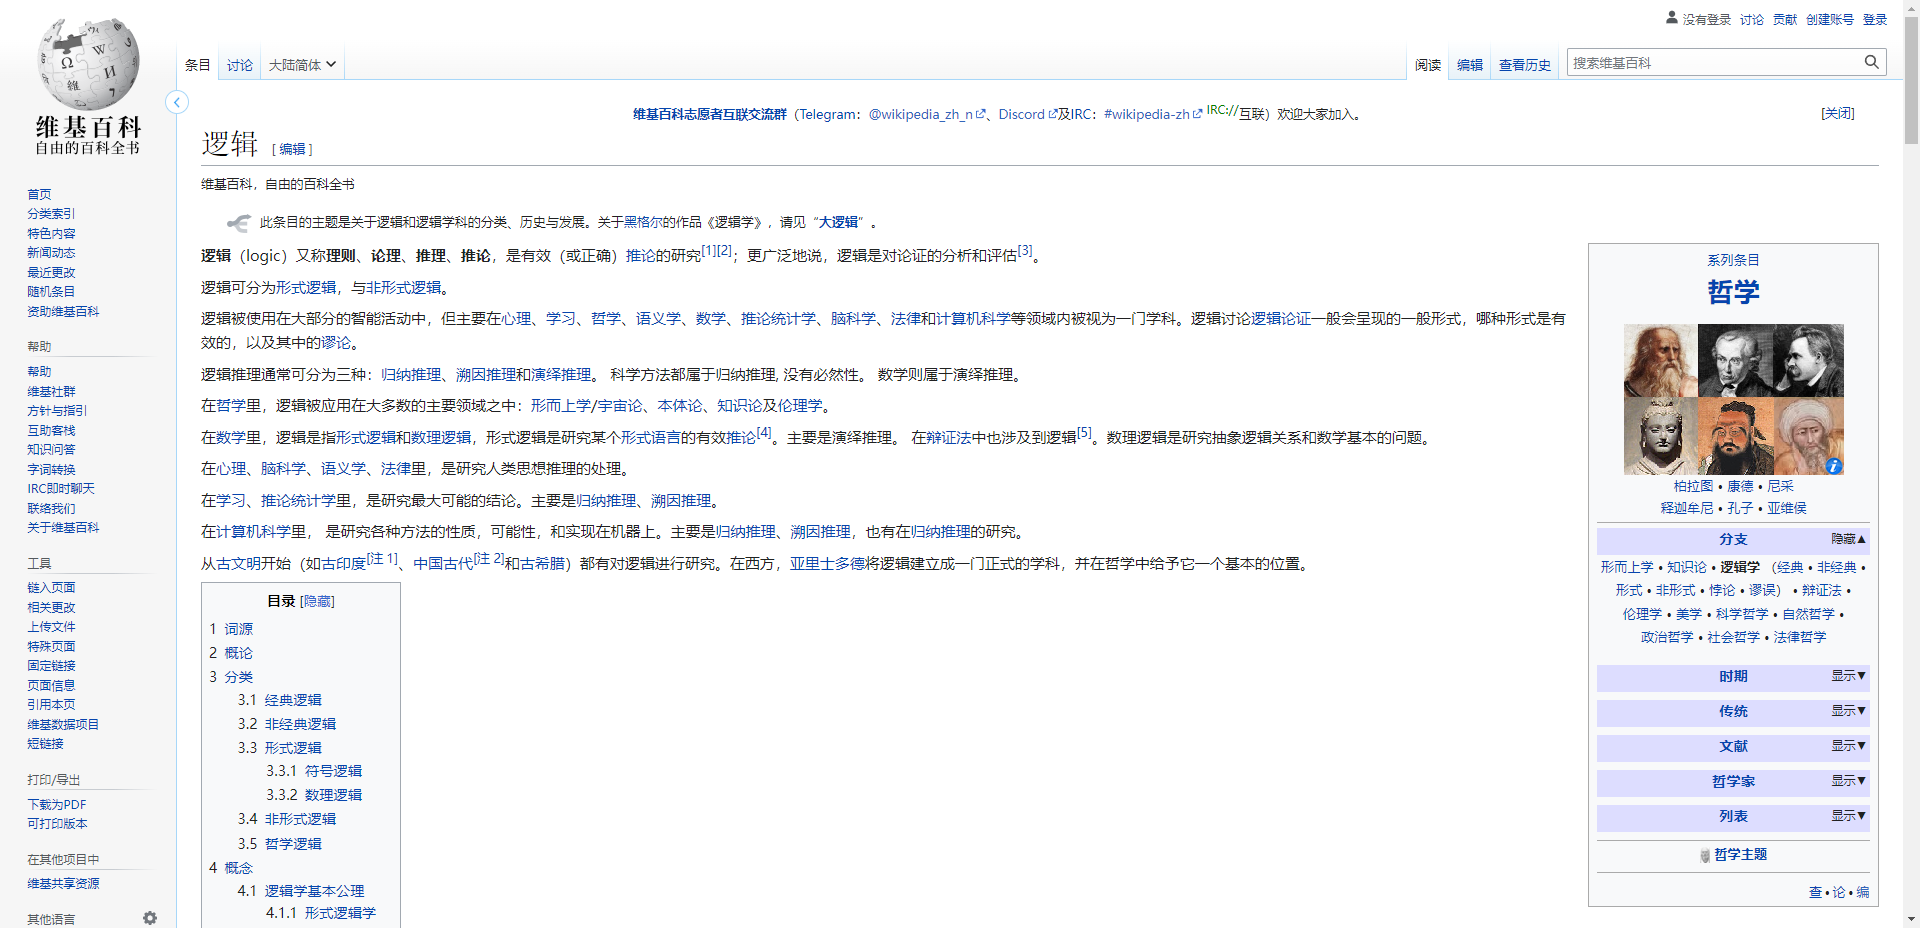 没有登录 讨论 贡献 创建账号 登录
条目 讨论 大陆简体
阅读 编辑 查看历史 搜索维基百科
维基百科
自由的百科全书
首页
分类索引
特色内容
新闻动态
最近更改
随机条目
资助维基百科
帮助
帮助
维基社群
方针与指引
互助客栈
知识问答
字词转换
IRC即时聊天
联络我们
关于维基百科
工具
链入页面
相关更改
上传文件
特殊页面
固定链接
页面信息
引用本页
维基数据项目
短链接
打印/导出
下载为PDF
可打印版本
在其他项目中
维基共享资源
其他语言
维基百科志愿者互联交流群（Telegram：@wikipedia_zh_n、Discord及IRC：#wikipedia-zh IRC://互联）欢迎大家加入。
[关闭]
逻辑 [ 编辑 ]
维基百科，自由的百科全书
此条目的主题是关于逻辑和逻辑学科的分类、历史与发展。关于黑格尔的作品《逻辑学》，请见“大逻辑”。
逻辑（logic）又称理则、论理、推理、推论，是有效（或正确）推论的研究[1][2]；更广泛地说，逻辑是对论证的分析和评估[3]。
逻辑可分为形式逻辑，与非形式逻辑。
逻辑被使用在大部分的智能活动中，但主要在心理、学习、哲学、语义学、数学、推论统计学、脑科学、法律和计算机科学等领域内被视为一门学科。逻辑讨论逻辑论证一般会呈现的一般形式，哪种形式是有
效的，以及其中的谬论。
逻辑推理通常可分为三种：归纳推理、溯因推理和演绎推理。 科学方法都属于归纳推理, 没有必然性。 数学则属于演绎推理。
在哲学里，逻辑被应用在大多数的主要领域之中：形而上学/宇宙论、本体论、知识论及伦理学。
在数学里，逻辑是指形式逻辑和数理逻辑，形式逻辑是研究某个形式语言的有效推论[4]。主要是演绎推理。 在辩证法中也涉及到逻辑[5]。数理逻辑是研究抽象逻辑关系和数学基本的问题。
在心理、脑科学、语义学、法律里，是研究人类思想推理的处理。
在学习、推论统计学里，是研究最大可能的结论。主要是归纳推理、溯因推理。
在计算机科学里， 是研究各种方法的性质，可能性，和实现在机器上。主要是归纳推理、溯因推理，也有在归纳推理的研究。
从古文明开始（如古印度[注 1]、中国古代[注 2]和古希腊）都有对逻辑进行研究。在西方，亚里士多德将逻辑建立成一门正式的学科，并在哲学中给予它一个基本的位置。
目录 [隐藏]
1 词源
2 概论
3 分类
3.1 经典逻辑
3.2 非经典逻辑
3.3 形式逻辑
3.3.1 符号逻辑
3.3.2 数理逻辑
3.4 非形式逻辑
3.5 哲学逻辑
4 概念
4.1 逻辑学基本公理
4.1.1 形式逻辑学
系列条目
哲学
柏拉图 • 康德 • 尼采
释迦牟尼 • 孔子 • 亚维侯
分支 隐藏▲
形而上学 • 知识论 • 逻辑学 （经典 • 非经典 •
形式 • 非形式 • 悖论 • 谬误） • 辩证法 •
伦理学 • 美学 • 科学哲学 • 自然哲学 •
政治哲学 • 社会哲学 • 法律哲学
时期 显示▼
传统 显示▼
文献 显示▼
哲学家 显示▼
列表 显示▼
哲学主题
查 • 论 • 编